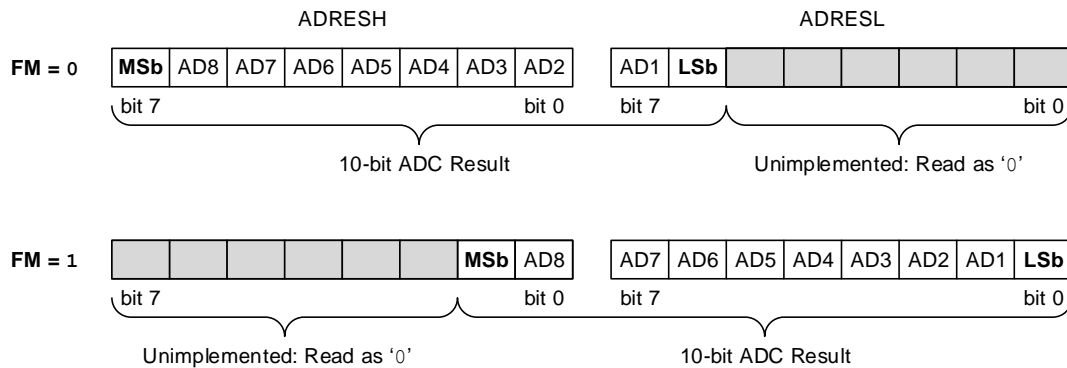 ADRESH ADRESL
FM = 0 MSb AD8 AD7 AD6 AD5 AD4 AD3 AD2 AD1 LSb
bit 7 bit 0 bit 7 bit 0
10-bit ADC Result Unimplemented: Read as ‘0’
FM = 1 MSb AD8 AD7 AD6 AD5 AD4 AD3 AD2 AD1 LSb
bit 7 bit 0 bit 7 bit 0
Unimplemented: Read as ‘0’ 10-bit ADC Result